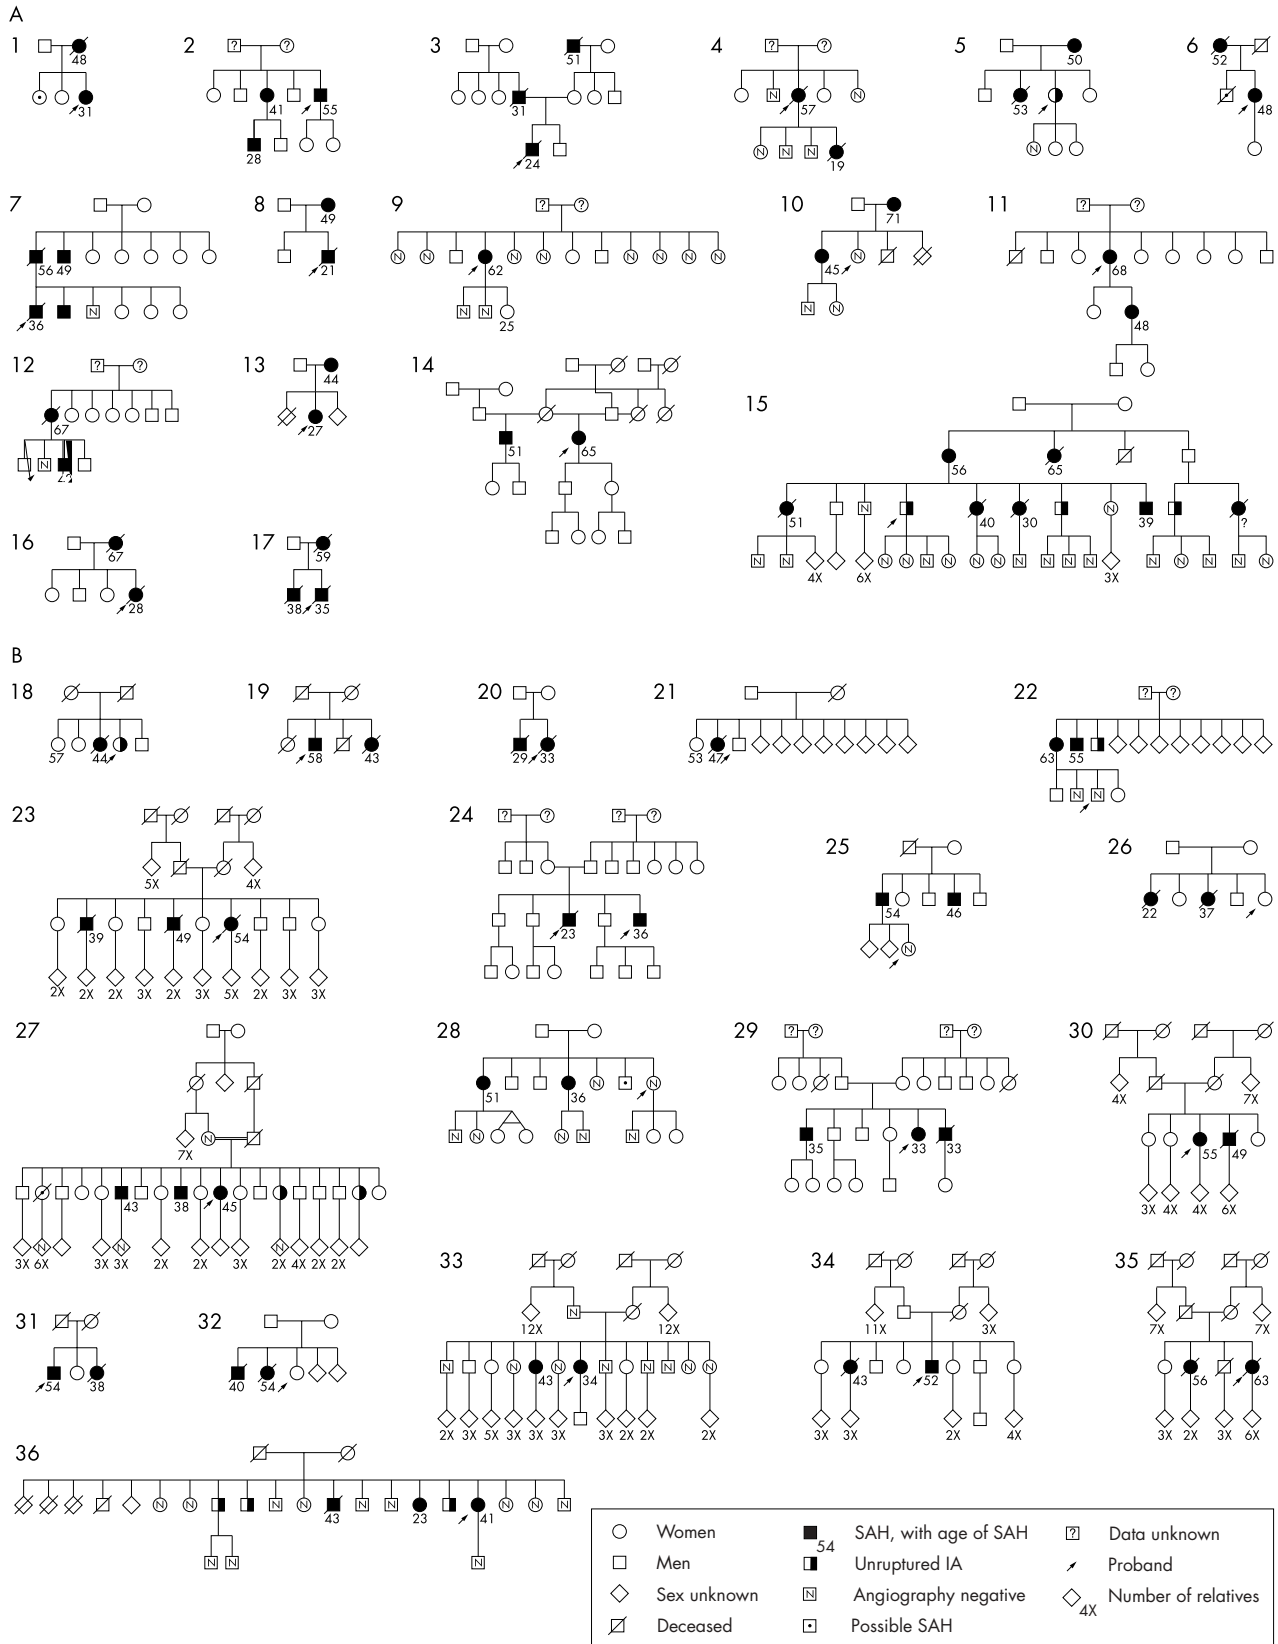 A
1 2 3 4 5 6
48 ? ? 51 ? ? 50 52
31 41 55 31 57 N N 53 48
28 24 N N N 19 N
7 8 9 10 11
49 ? ? 71 ? ?
56 49 21 N N 62 N N N N N N 45 N 68
36 N N N 25 N N 48
12 13 14
? ? 44
15
67 27 51 65
N 56 65
51 N 40 30 N 39 ?
16 17
67 59 N N 4X 6X N N N N N N N N N N 3X N N N N N
28 38 35
B
18 19 20 21 22
? ?
57 44 58 43 29 33 53 47 63 55
N N
23 24 25 26
? ? ? ?
5X 4X
54 46 22 37
39 49 54 23 36 N
2X 2X 2X 3X 2X 3X 5X 2X 3X 3X
27 28 29 30
? ? ? ?
51 36 N N 4X 7X
N N N N N 35 33 33 55 49
7X N
43 38 45 3X 4X 4X 6X
N N N
3X 6X 3X 3X 2X 2X 3X 2X 4X 2X 2X
33 34 35
31 32 N
12X 12X 11X 3X 7X 7X
54 38 40 54 N N 43 N 34 N N N N N 43 52 56 63
2X 3X 5X 3X 3X 3X 3X 2X 2X 2X 3X 3X 2X 4X 3X 2X 3X 6X
36
N N N N 43 N N 23 41 N N N
N N N
Women SAH, with age of SAH ? Data unknown
54
Men Unruptured IA Proband
Sex unknown N Angiography negative Number of relatives
4X
Deceased Possible SAH